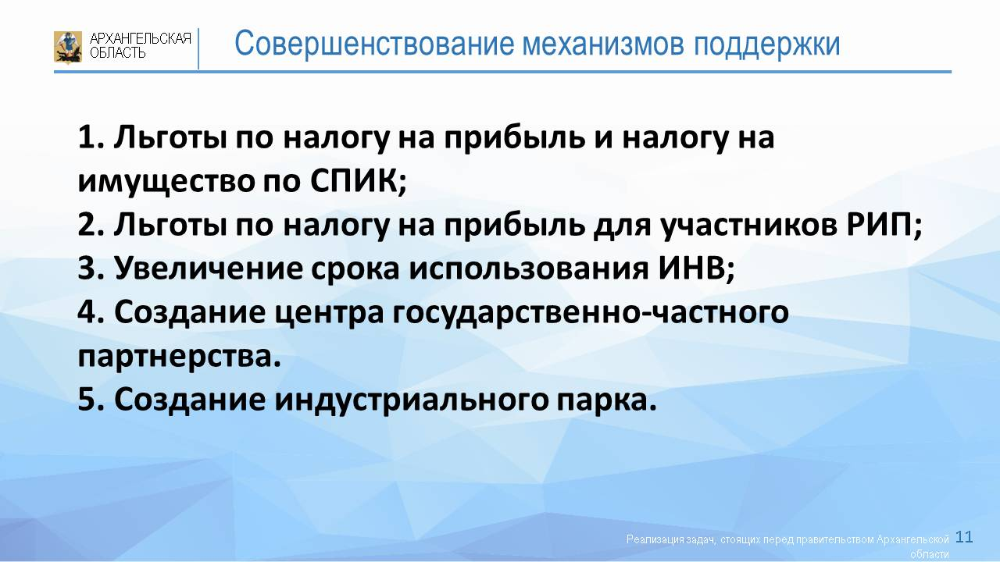 АРХАНГЕЛЬСКАЯ
ОБЛАСТЬ
Совершенствование механизмов поддержки
1. Льготы по налогу на прибыль и налогу на
имущество по СПИК;
2. Льготы по налогу на прибыль для участников РИП;
3. Увеличение срока использования ИНВ;
4. Создание центра государственно-частного
партнерства.
5. Создание индустриального парка.
Реализация задач, стоящих перед правительством Архангельской
области
11